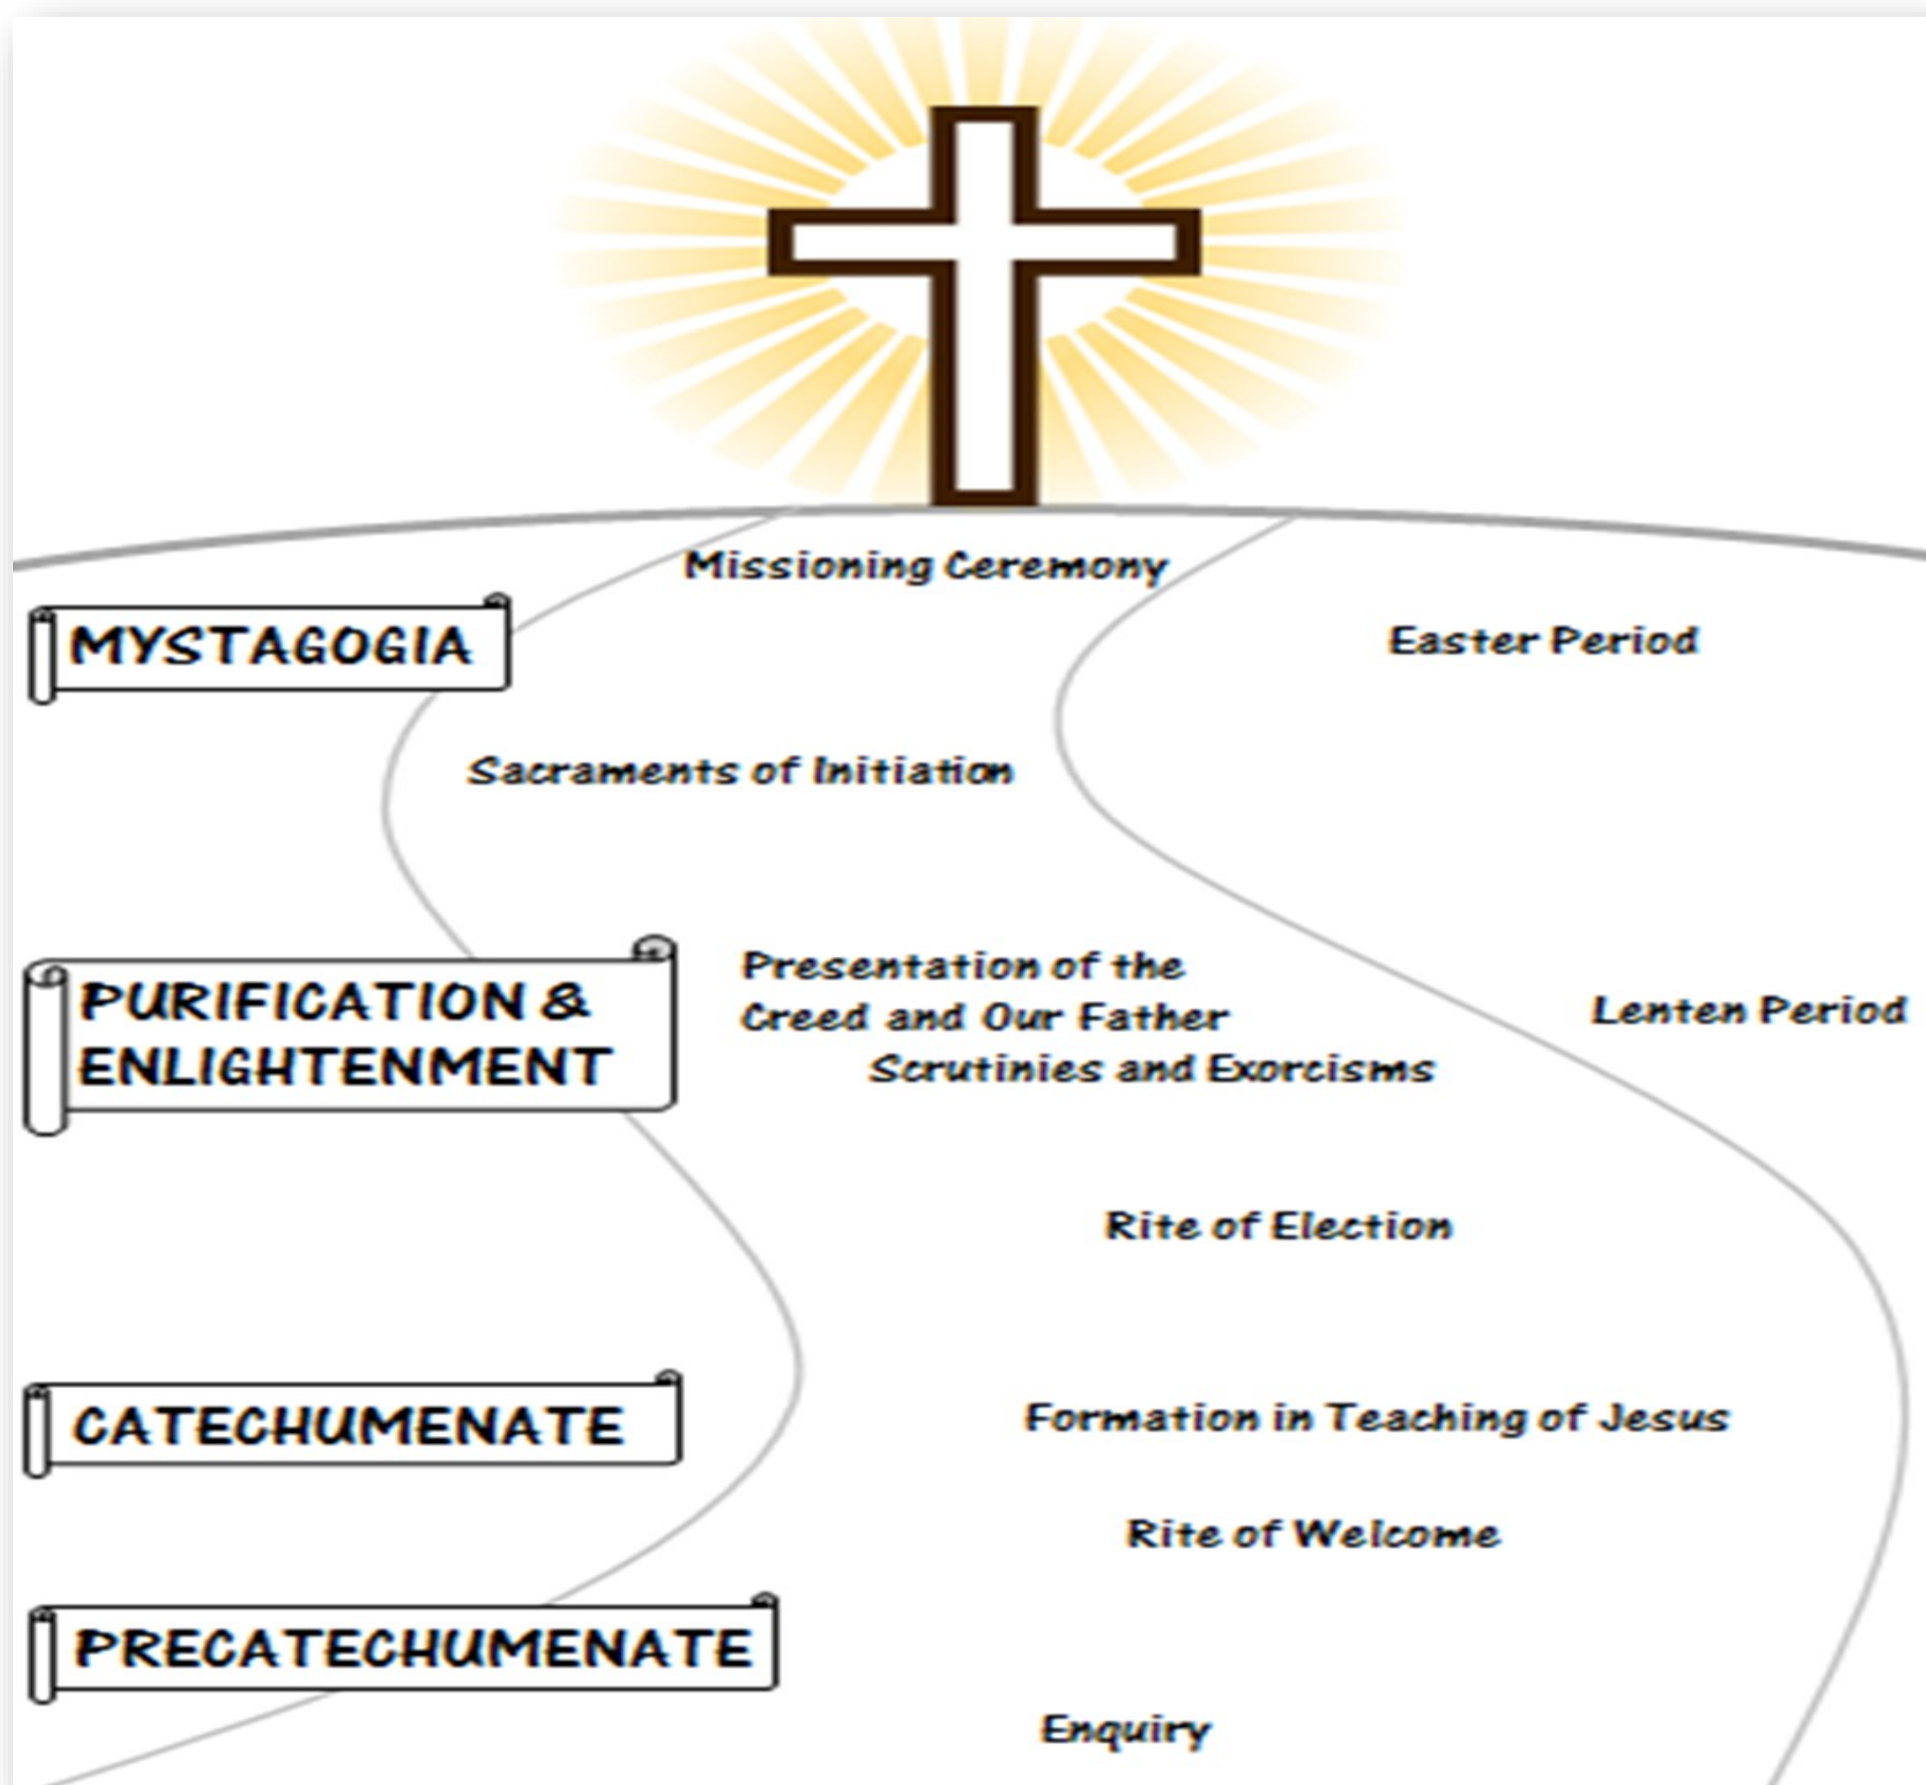 Missioning Ceremony
MYSTAGOGIA
Easter Period
Sacraments of Initiation
PURIFICATION &
ENLIGHTENMENT
Presentation of the
Creed and Our Father
Scrutinies and Exorcisms
Lenten Period
Rite of Election
CATECHUMENATE
Formation in Teaching of Jesus
Rite of Welcome
PRECATECHUMENATE
Enquiry